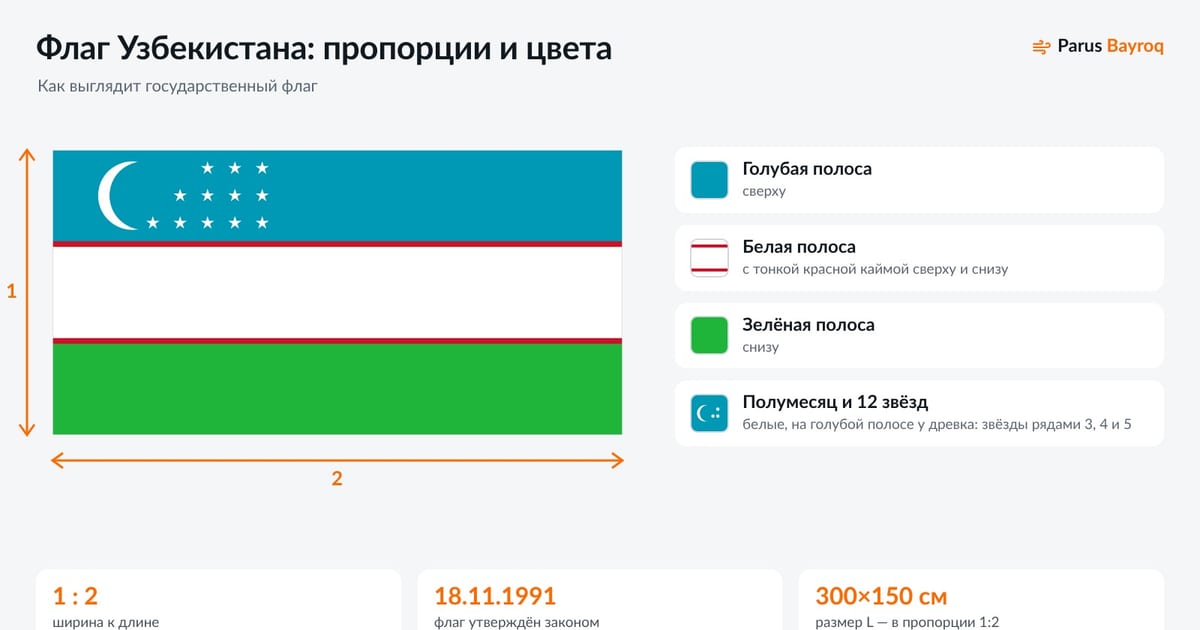 Флаг Узбекистана: пропорции и цвета
Parus Bayroq
Как выглядит государственный флаг
Голубая полоса
сверху
Белая полоса
с тонкой красной каймой сверху и снизу
1
Зелёная полоса
снизу
Полумесяц и 12 звёзд
белые, на голубой полосе у древка: звёзды рядами 3, 4 и 5
2
1 : 2
ширина к длине
18.11.1991
флаг утверждён законом
300×150 см
размер L — в пропорции 1:2